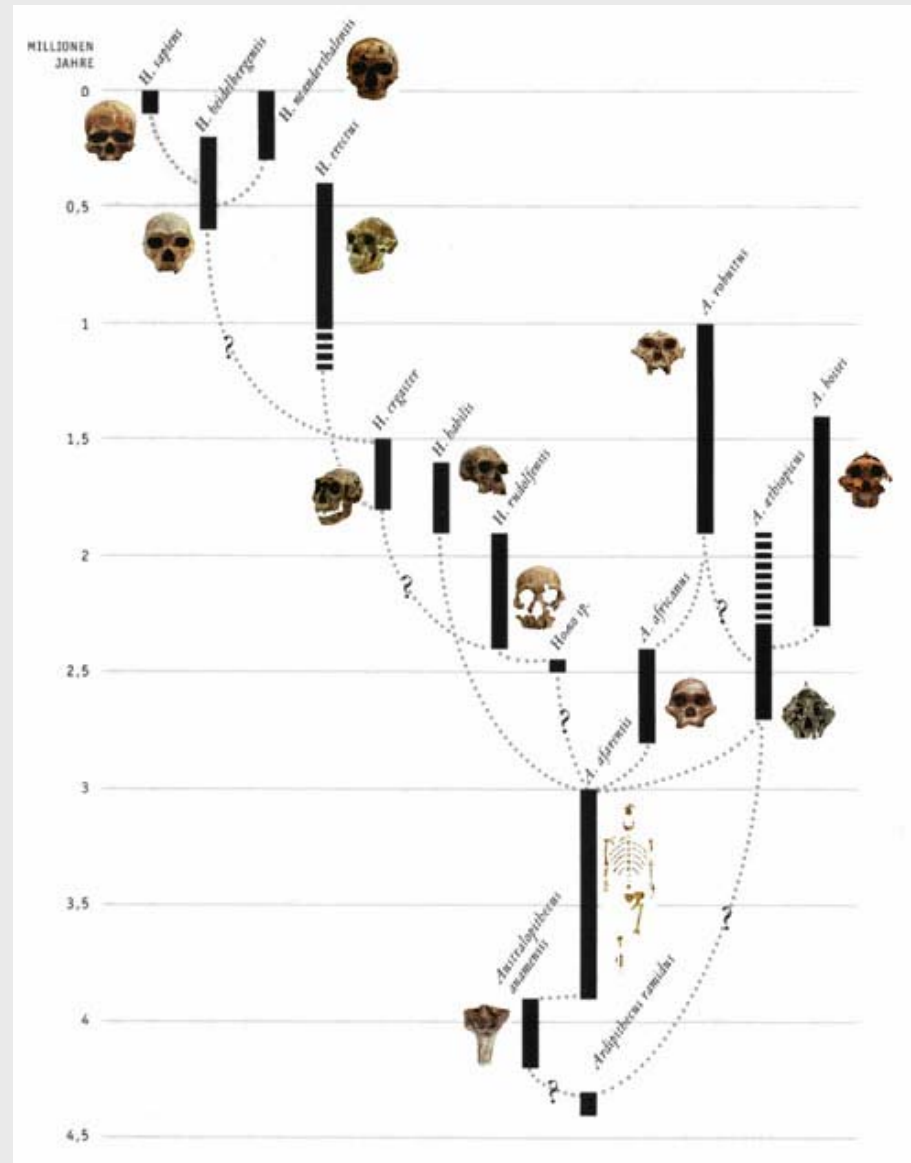 MILLIONEN
JAHRE
H. sapiens
H. heidelbergensis
H. neanderthalensis
0
H. erectus
0,5
A. robustus
1
?
H. ergaster
H. habilis
A. boisei
1,5
H. rudolfensis
A. aethiopicus
2
?
Homo sp.
A. africanus
?
2,5
?
A. afarensis
3
Australopithecus
anamensis
3,5
?
Ardipithecus ramidus
4
?
4,5